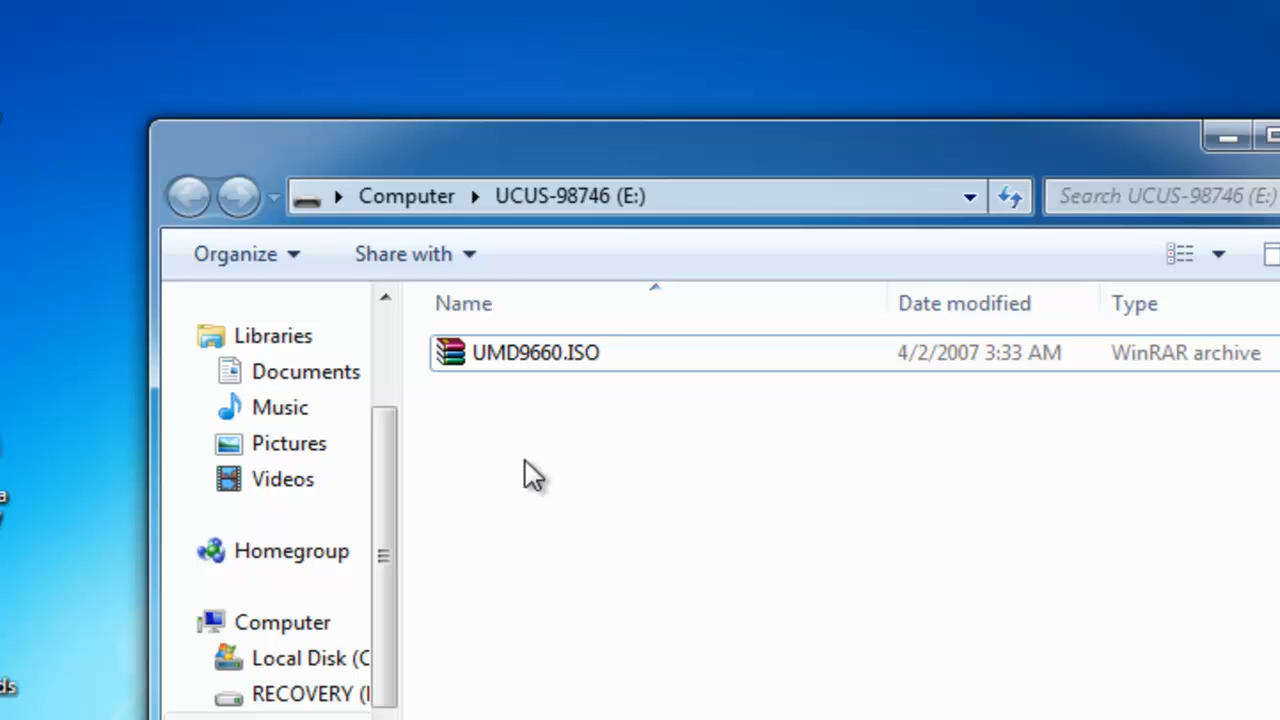 Computer UCUS-98746 (E:)
Search UCUS-98746 (E:)
Organize Share with
Name Date modified Type
UMD9660.ISO 4/2/2007 3:33 AM WinRAR archive
Libraries
Documents
Music
Pictures
Videos
Homegroup
Computer
Local Disk (C
RECOVERY (
a
ds